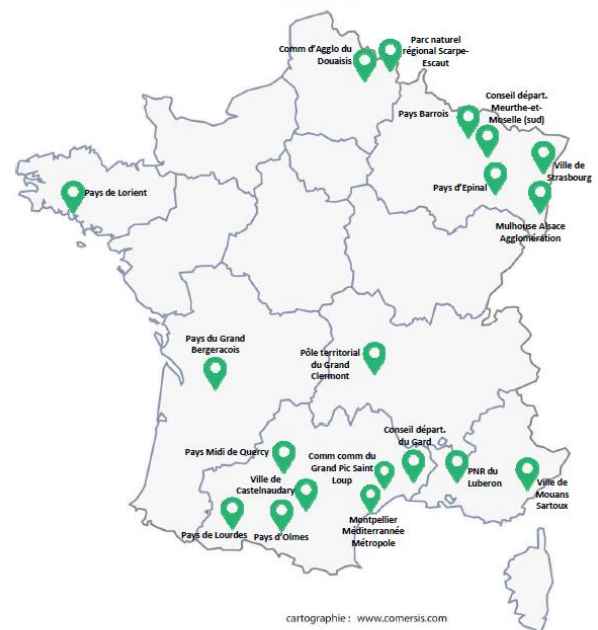 Comm d'Agglo du
Douaisis
Parc naturel
régional Scarpe-
Escaut
Pays Barrois
Conseil départ.
Meurthe-et-
Moselle (sud)
Ville de
Strasbourg
Pays de Lorient
Pays d'Epinal
Mulhouse Alsace
Agglomération
Pays du Grand
Bergeracois
Pôle territorial
du Grand
Clermont
Pays Midi de Quercy
Ville de
Castelnaudary
Comm comm du
Grand Pic Saint
Loup
Conseil départ.
du Gard
PNR du
Luberon
Ville de
Mouans
Sartoux
Pays de Lourdes
Pays d'Olmes
Montpellier
Méditerrannée
Métropole
cartographie : www.comersis.com